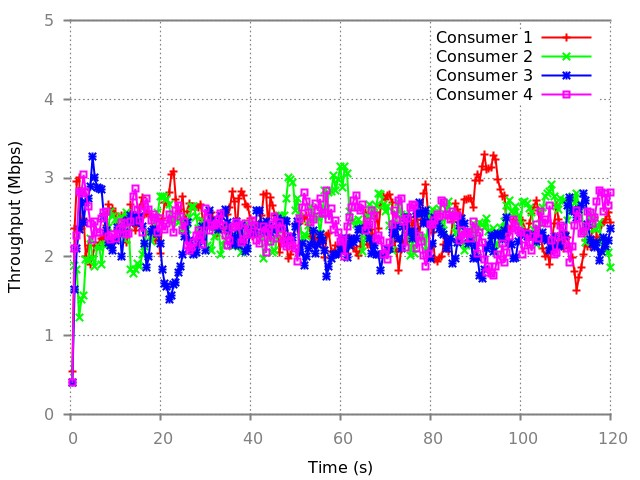 5
4
3
2
1
0
Throughput (Mbps)
Consumer 1
Consumer 2
Consumer 3
Consumer 4
0 20 40 60 80 100 120
Time (s)